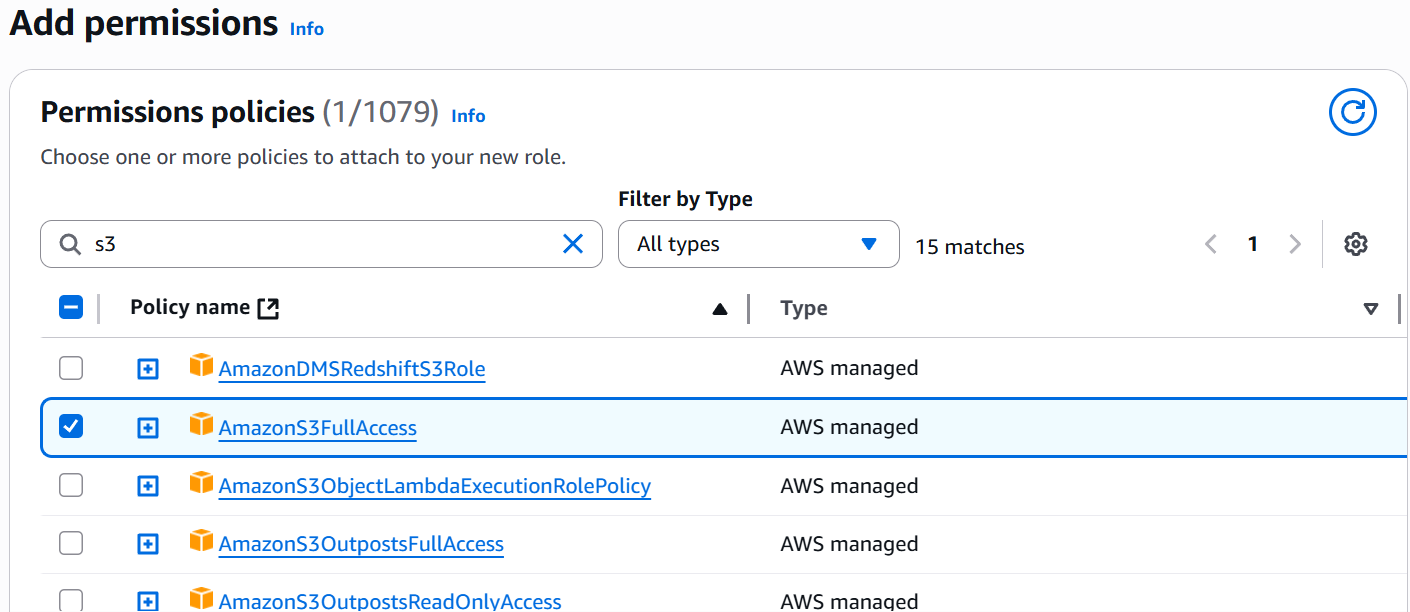 Add permissions Info
Permissions policies (1/1079) Info
Choose one or more policies to attach to your new role.
Filter by Type
s3 All types 15 matches 1
Policy name Type
AmazonDMSRedshiftS3Role AWS managed
AmazonS3FullAccess AWS managed
AmazonS3ObjectLambdaExecutionRolePolicy AWS managed
AmazonS3OutpostsFullAccess AWS managed
AmazonS3OutpostsReadOnlyAccess AWS managed